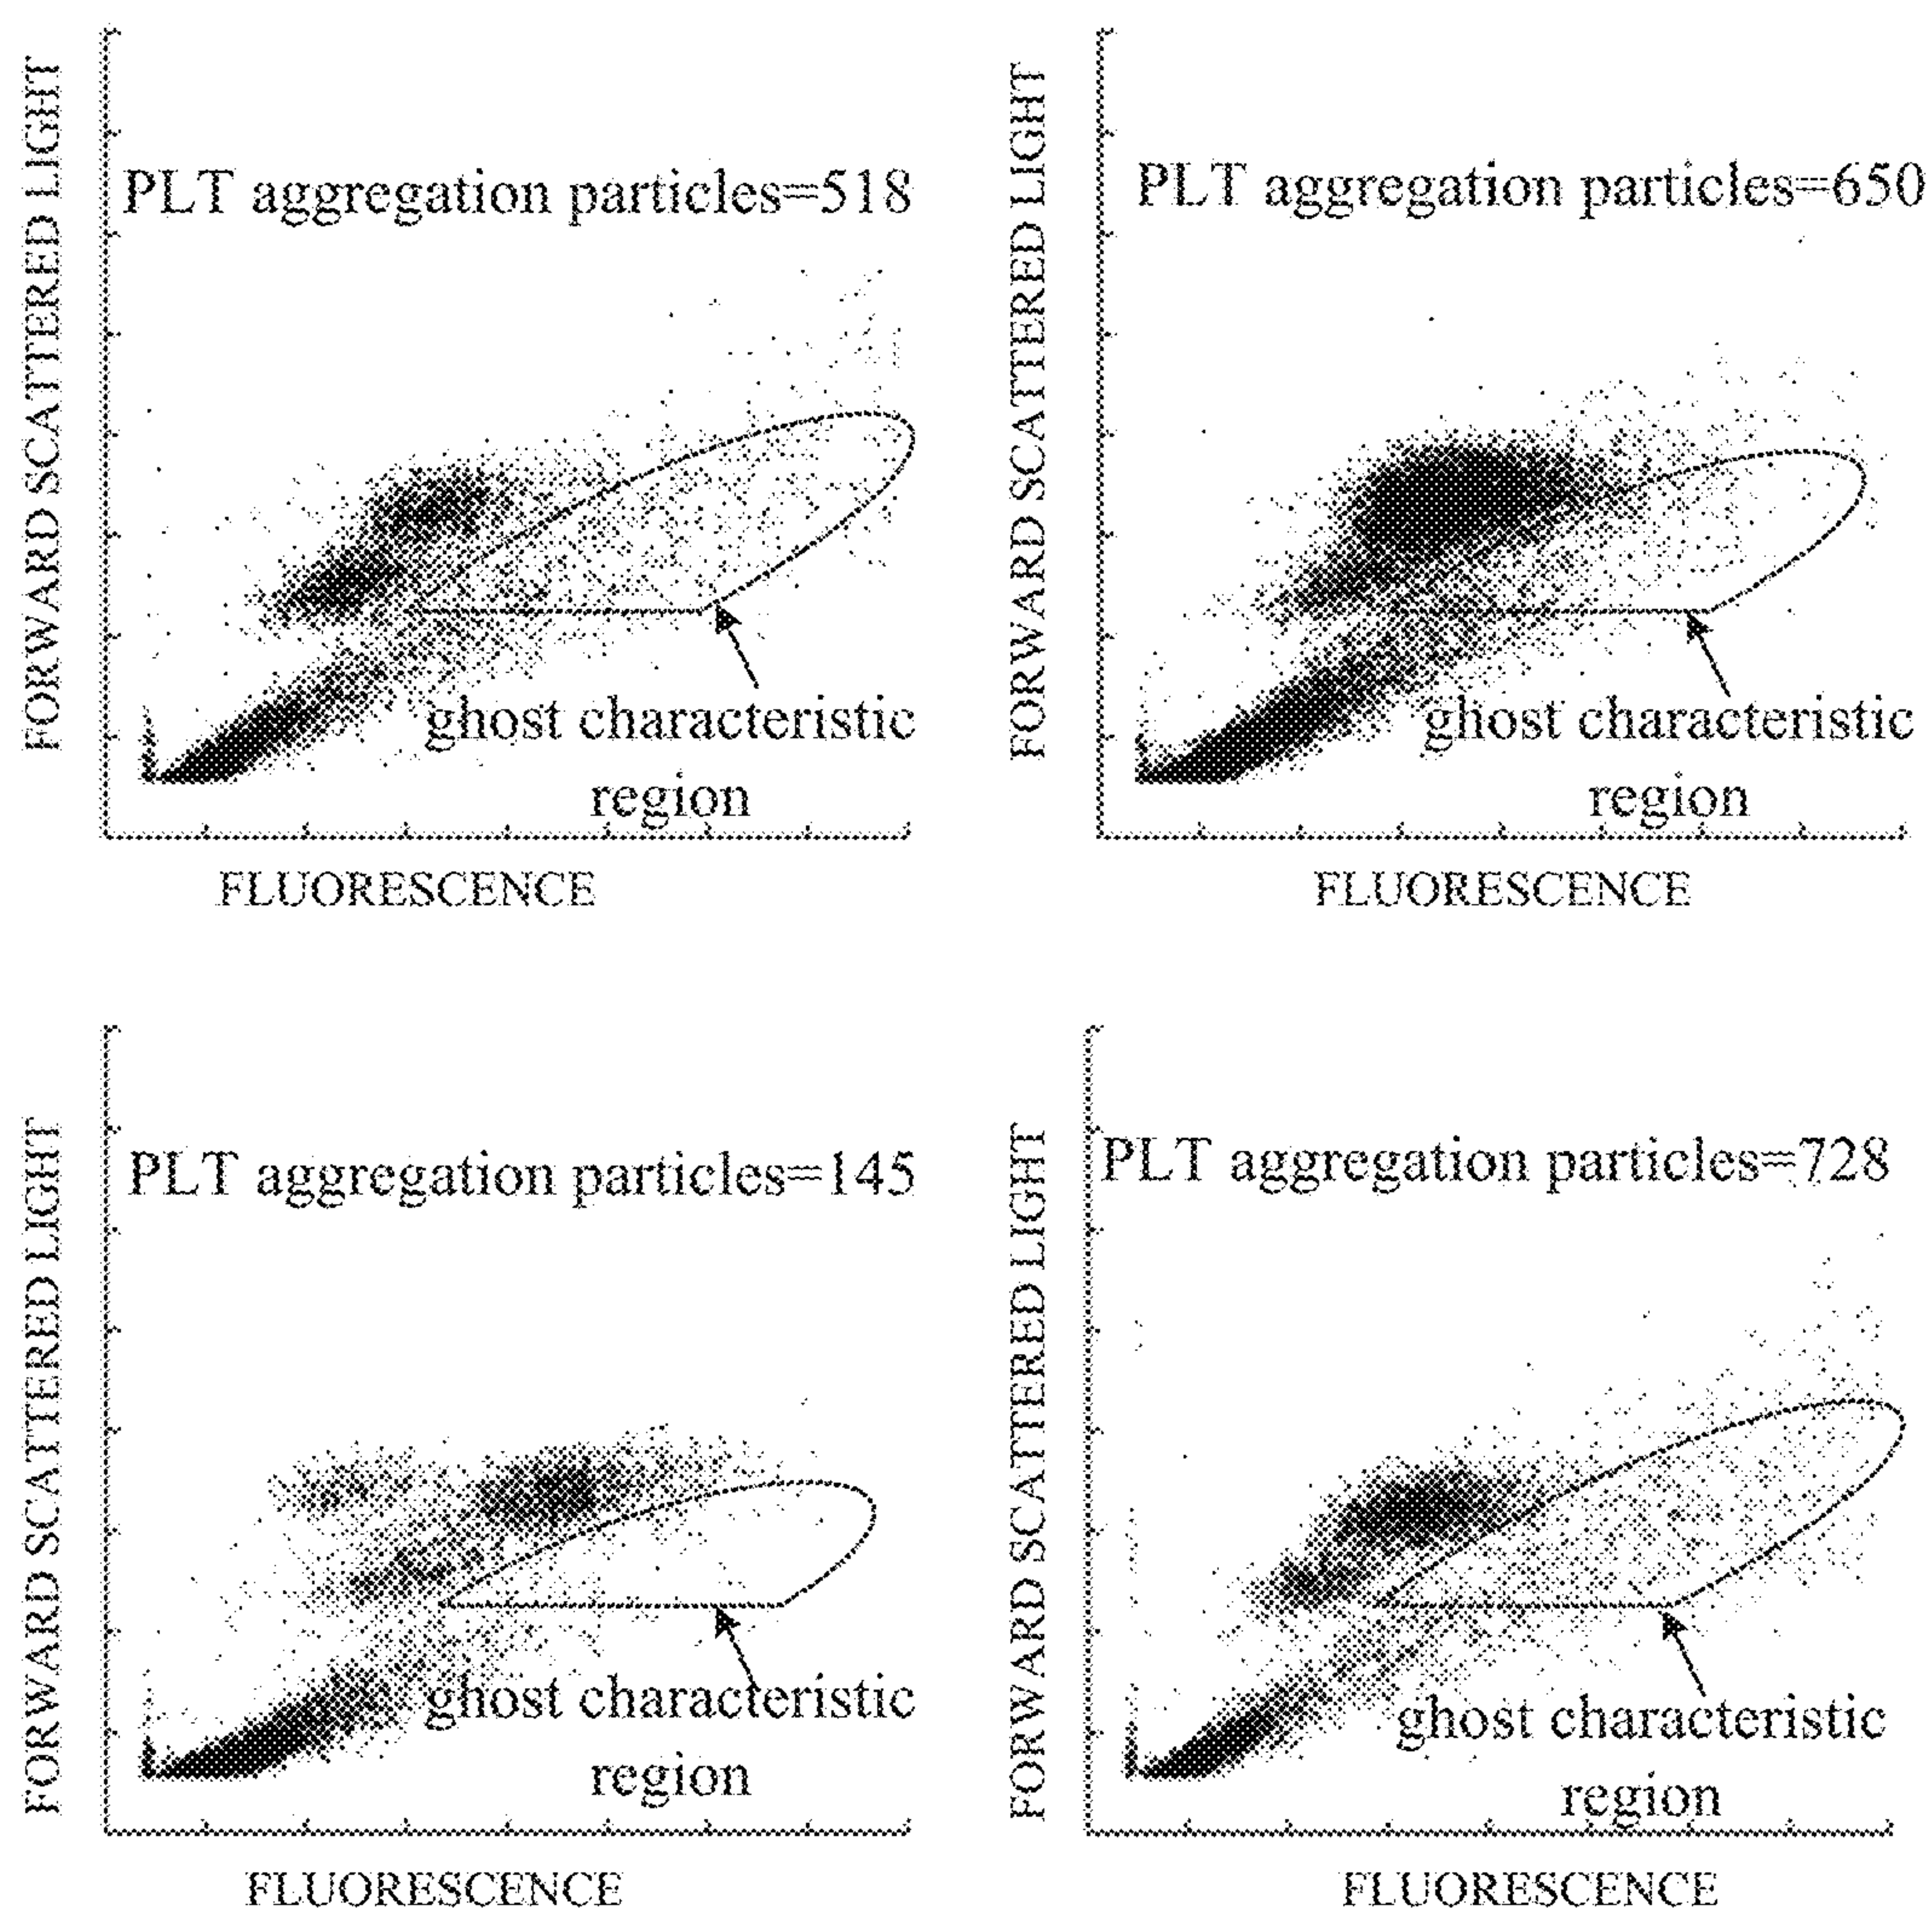 FORWARD SCATTERED LIGHT
PLT aggregation particles=518
ghost characteristic
region
FLUORESCENCE
FORWARD SCATTERED LIGHT
PLT aggregation particles=650
ghost characteristic
region
FLUORESCENCE
FORWARD SCATTERED LIGHT
PLT aggregation particles=145
ghost characteristic
region
FLUORESCENCE
FORWARD SCATTERED LIGHT
PLT aggregation particles=728
ghost characteristic
region
FLUORESCENCE